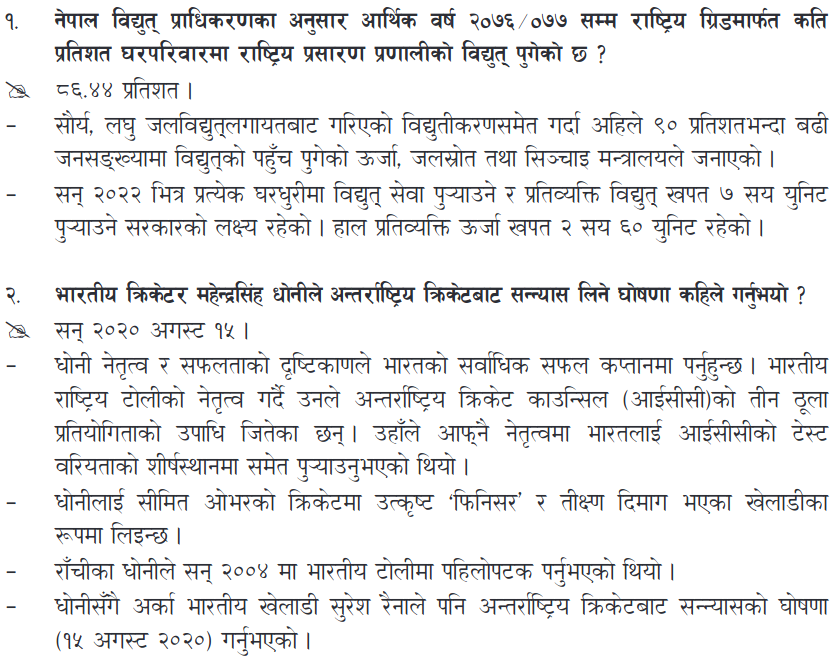 १. नेपाल विद्युत् प्राधिकरणका अनुसार आर्थिक वर्ष २०७६/०७७ सम्म राष्ट्रिय ग्रिडमार्फत कति
प्रतिशत घरपरिवारमा राष्ट्रिय प्रसारण प्रणालीको विद्युत् पुगेको छ ?
८६.४४ प्रतिशत ।
– सौर्य, लघु जलविद्युत्लगायतबाट गरिएको विद्युतीकरणसमेत गर्दा अहिले ९० प्रतिशतभन्दा बढी
जनसङ्ख्यामा विद्युत्को पहुँच पुगेको ऊर्जा, जलस्रोत तथा सिञ्चाइ मन्त्रालयले जनाएको ।
– सन् २०२२ भित्र प्रत्येक घरधुरीमा विद्युत् सेवा पुऱ्याउने र प्रतिव्यक्ति विद्युत् खपत ७ सय युनिट
पुऱ्याउने सरकारको लक्ष्य रहेको । हाल प्रतिव्यक्ति ऊर्जा खपत २ सय ६० युनिट रहेको ।
२. भारतीय क्रिकेटर महेन्द्रसिंह धोनीले अन्तर्राष्ट्रिय क्रिकेटबाट सन्न्यास लिने घोषणा कहिले गर्नुभयो ?
सन् २०२० अगस्ट १५ ।
– धोनी नेतृत्व र सफलताको दृष्टिकाणले भारतको सर्वाधिक सफल कप्तानमा पर्नुहुन्छ । भारतीय
राष्ट्रिय टोलीको नेतृत्व गर्दै उनले अन्तर्राष्ट्रिय क्रिकेट काउन्सिल (आईसीसी)को तीन ठूला
प्रतियोगिताको उपाधि जितेका छन् । उहाँले आफ्नै नेतृत्वमा भारतलाई आईसीसीको टेस्ट
वरियताको शीर्षस्थानमा समेत पुऱ्याउनुभएको थियो ।
– धोनीलाई सीमित ओभरको क्रिकेटमा उत्कृष्ट ‘फिनिसर’ र तीक्ष्ण दिमाग भएका खेलाडीका
रूपमा लिइन्छ ।
– राँचीका धोनीले सन् २००४ मा भारतीय टोलीमा पहिलोपटक पर्नुभएको थियो ।
– धोनीसँगै अर्का भारतीय खेलाडी सुरेश रैनाले पनि अन्तर्राष्ट्रिय क्रिकेटबाट सन्न्यासको घोषणा
(१५ अगस्ट २०२०) गर्नुभएको ।